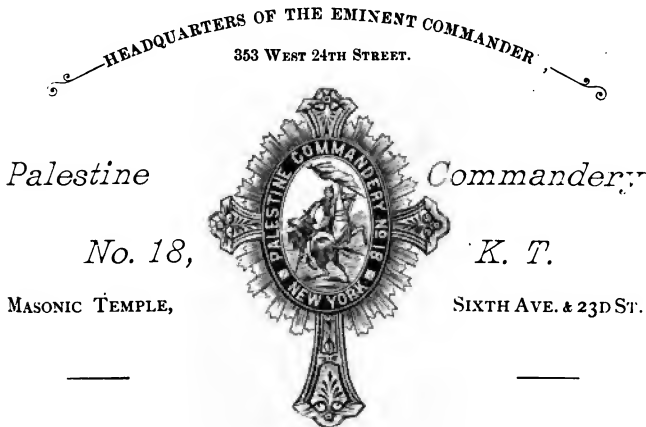 HEADQUARTERS OF THE EMINENT COMMANDER,
353 WEST 24TH STREET.
Palestine Commandery
No. 18, K. T.
MASONIC TEMPLE, SIXTH AVE. & 23D ST.
PALESTINE COMMANDERY No 18
NEW YORK